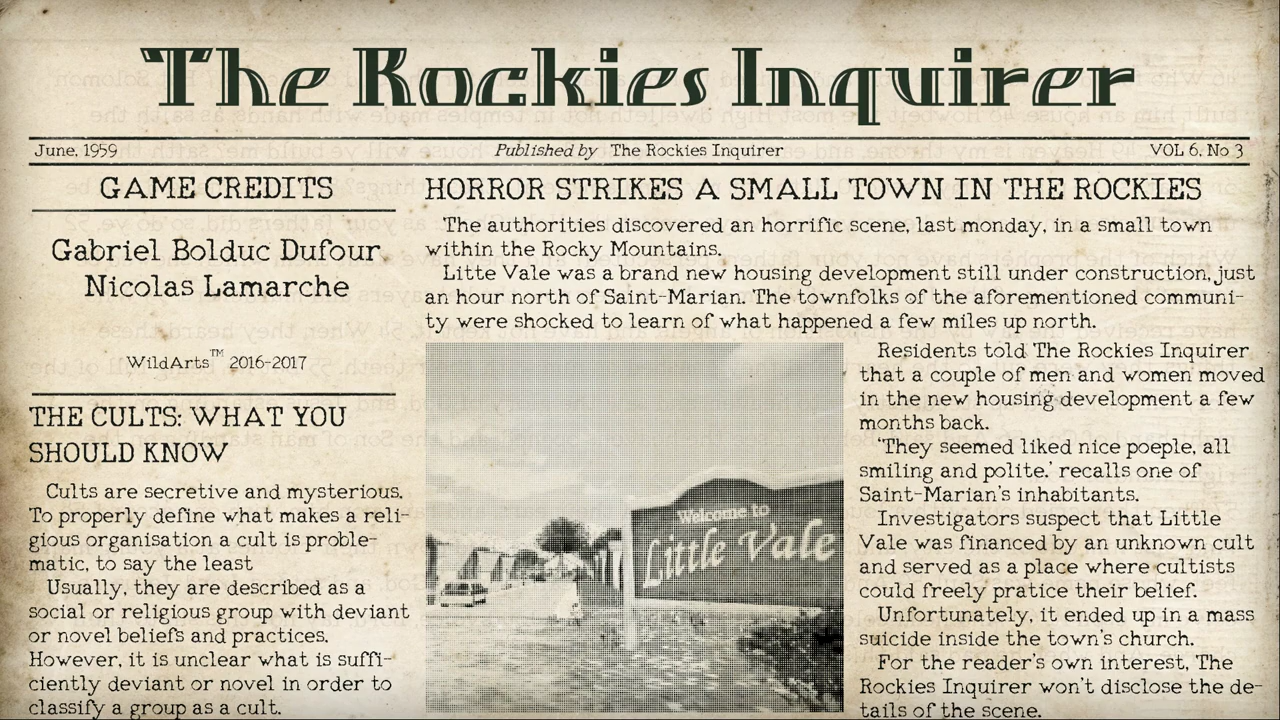 The Rockies Inquirer
June, 1959
Published by The Rockies Inquirer
VOL 6. No 3
GAME CREDITS
Gabriel Bolduc Dufour
Nicolas Lamarche
WildArts™ 2016-2017
THE CULTS: WHAT YOU
SHOULD KNOW
Cults are secretive and mysterious.
To properly define what makes a reli-
gious organisation a cult is proble-
matic, to say the least
Usually, they are described as a
social or religious group with deviant
or novel beliefs and practices.
However, it is unclear what is suffi-
ciently deviant or novel in order to
classify a group as a cult.
HORROR STRIKES A SMALL TOWN IN THE ROCKIES
The authorities discovered an horrific scene, last monday, in a small town
within the Rocky Mountains.
Litte Vale was a brand new housing development still under construction, just
an hour north of Saint-Marian. The townfolks of the aforementioned communi-
ty were shocked to learn of what happened a few miles up north.
Welcome to
Little Vale
Residents told The Rockies Inquirer
that a couple of men and women moved
in the new housing development a few
months back.
'They seemed liked nice poeple, all
smiling and polite.' recalls one of
Saint-Marian's inhabitants.
Investigators suspect that Little
Vale was financed by an unknown cult
and served as a place where cultists
could freely pratice their belief.
Unfortunately, it ended up in a mass
suicide inside the town's church.
For the reader's own interest, The
Rockies Inquirer won't disclose the de-
tails of the scene.